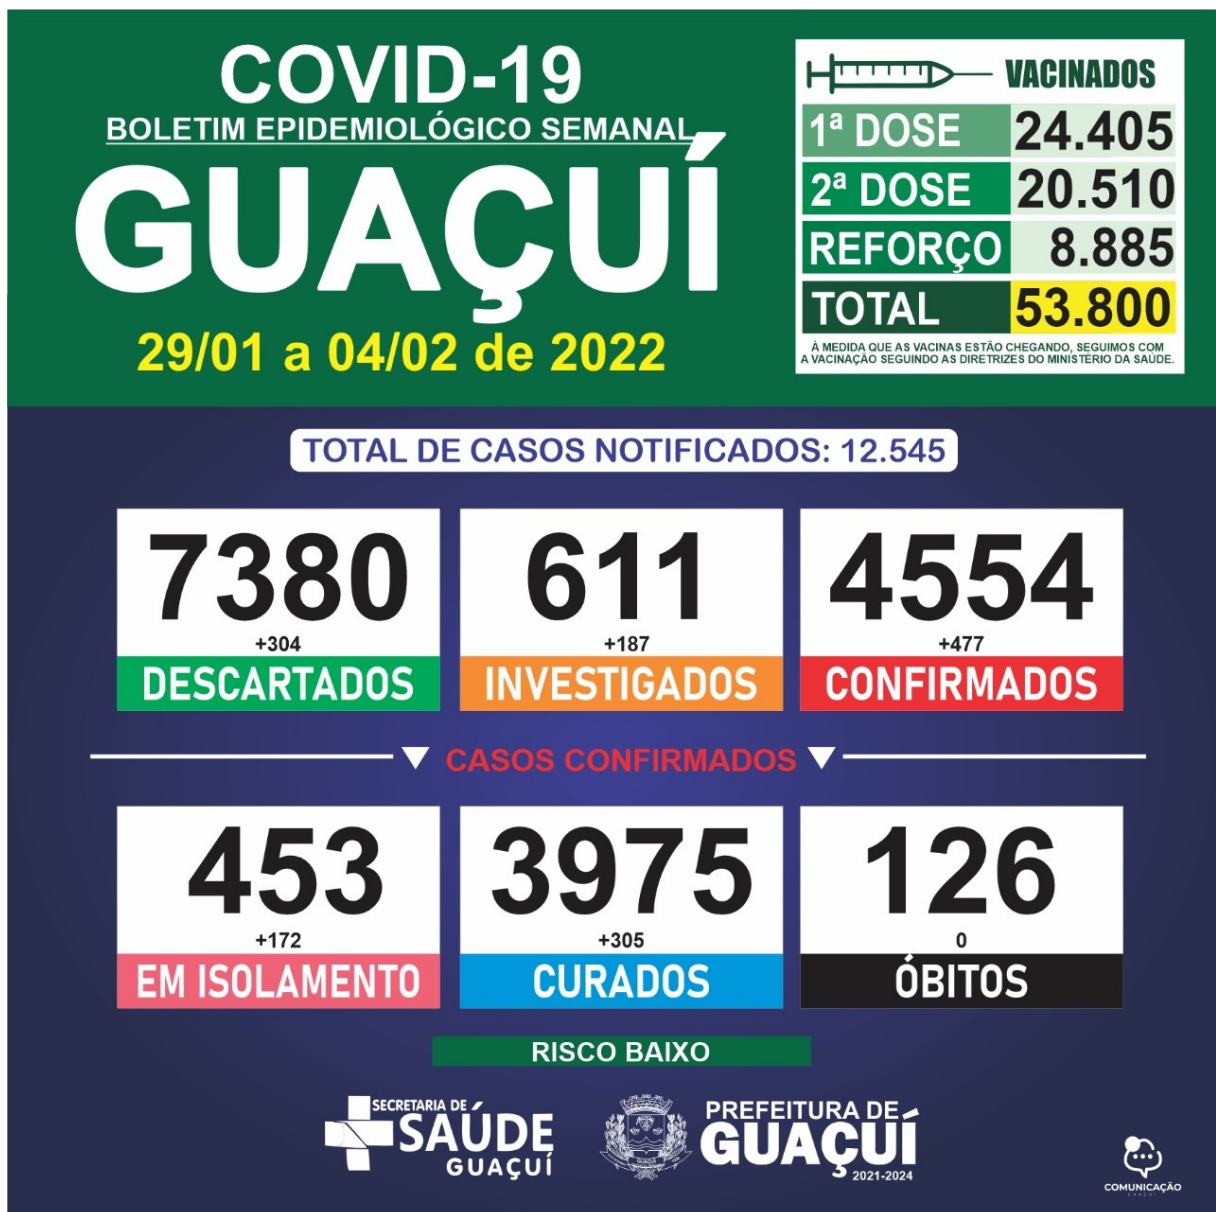 COVID-19
BOLETIM EPIDEMIOLÓGICO SEMANAL
GUAÇUÍ
29/01 a 04/02 de 2022
VACINADOS
1ª DOSE 24.405
2ª DOSE 20.510
REFORÇO 8.885
TOTAL 53.800
À MEDIDA QUE AS VACINAS ESTÃO CHEGANDO, SEGUIMOS COM
A VACINAÇÃO SEGUINDO AS DIRETRIZES DO MINISTÉRIO DA SAÚDE.
TOTAL DE CASOS NOTIFICADOS: 12.545
7380
+304
DESCARTADOS
611
+187
INVESTIGADOS
4554
+477
CONFIRMADOS
CASOS CONFIRMADOS
453
+172
EM ISOLAMENTO
3975
+305
CURADOS
126
0
ÓBITOS
RISCO BAIXO
SECRETARIA DE
SAÚDE
GUAÇUÍ
PREFEITURA DE
GUAÇUÍ
2021-2024
COMUNICAÇÃO